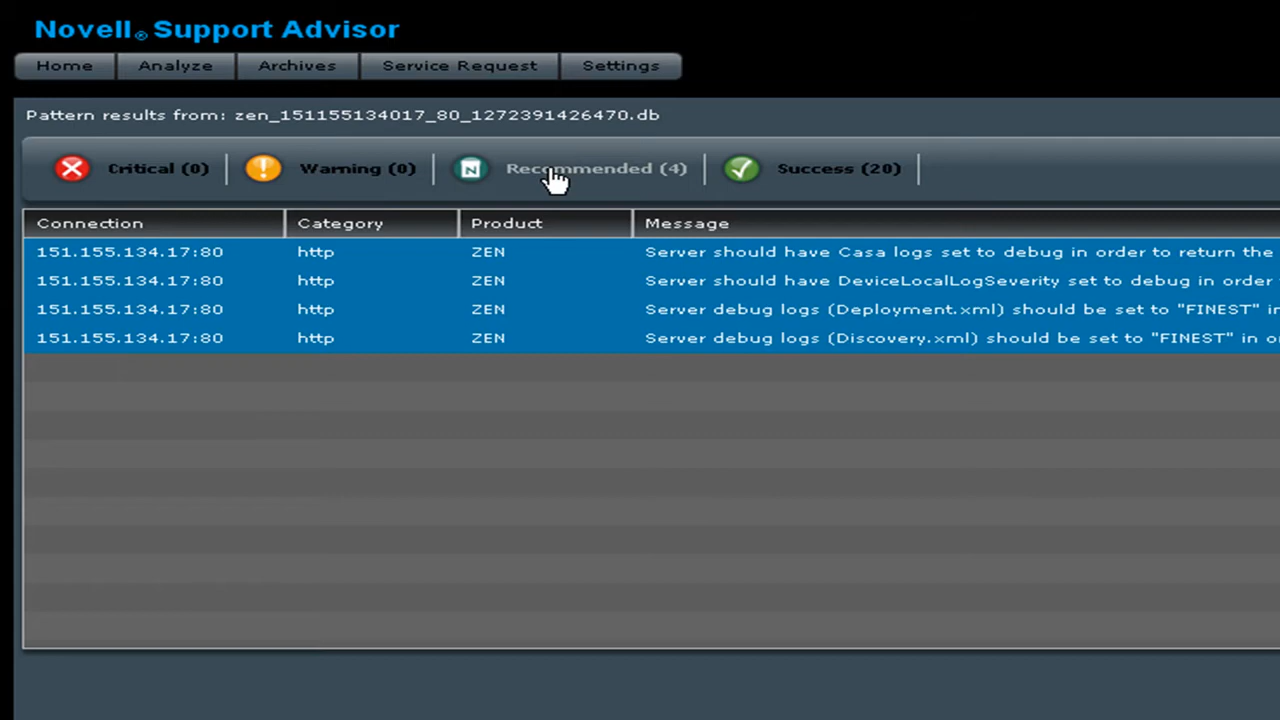 Novell® Support Advisor
Home Analyze Archives Service Request Settings
Pattern results from: zen_151155134017_80_1272391426470.db
Critical (0) Warning (0) N Recommended (4) Success (20)
Connection Category Product Message
151.155.134.17:80 http ZEN Server should have Casa logs set to debug in order to return the
151.155.134.17:80 http ZEN Server should have DeviceLocalLogSeverity set to debug in order
151.155.134.17:80 http ZEN Server debug logs (Deployment.xml) should be set to "FINEST" in
151.155.134.17:80 http ZEN Server debug logs (Discovery.xml) should be set to "FINEST" in o